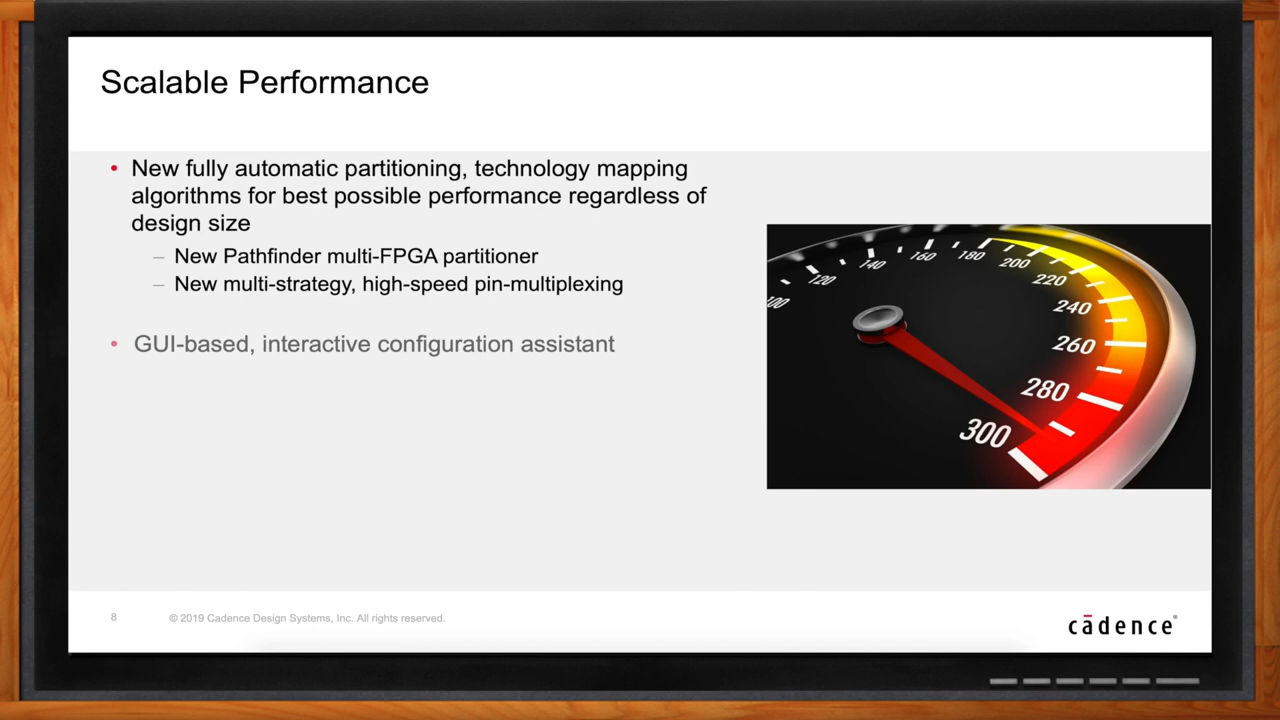 Scalable Performance
• New fully automatic partitioning, technology mapping
algorithms for best possible performance regardless of
design size
– New Pathfinder multi-FPGA partitioner
– New multi-strategy, high-speed pin-multiplexing
• GUI-based, interactive configuration assistant
120 140 160 180 200
220
240
260
280
300
8 © 2019 Cadence Design Systems, Inc. All rights reserved.
cādence®